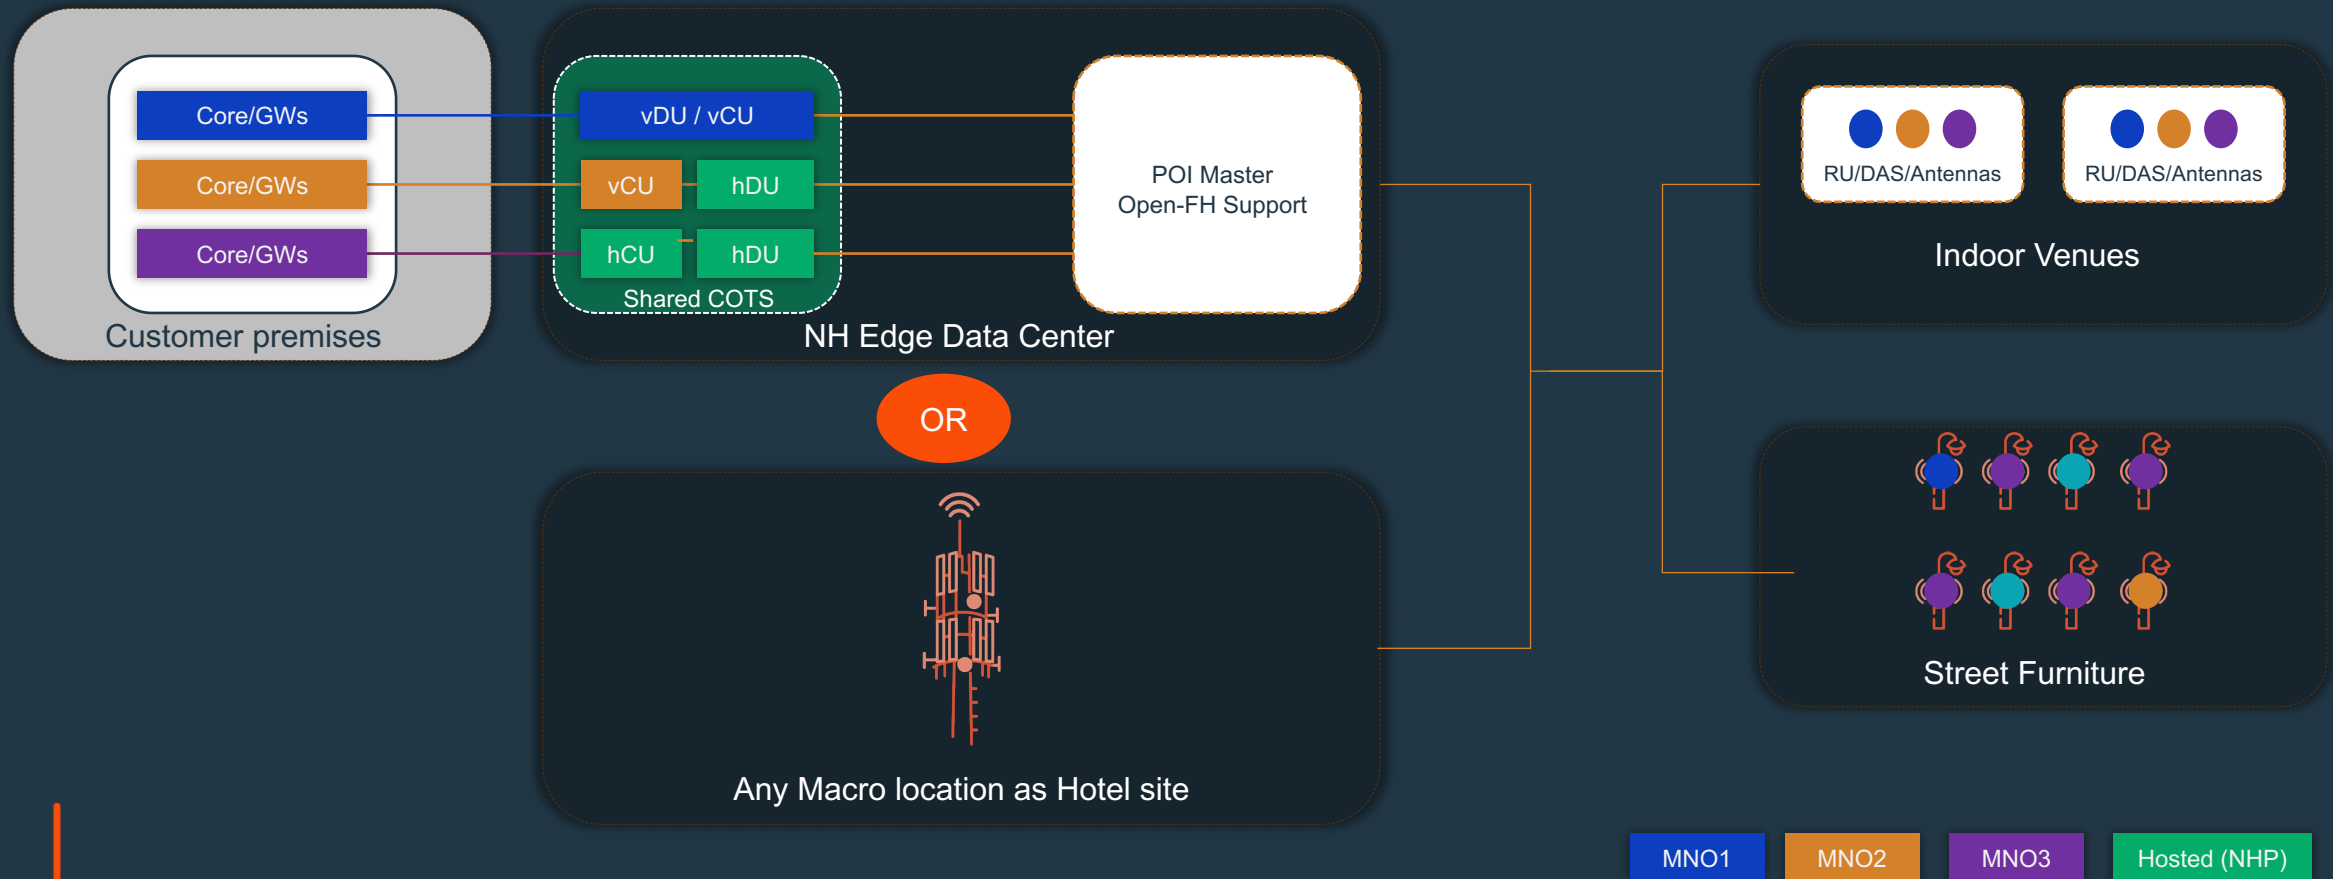 Core/GWs
Core/GWs
Core/GWs
Customer premises
vDU / vCU
vCU
hDU
hCU
hDU
Shared COTS
POI Master
Open-FH Support
NH Edge Data Center
OR
Any Macro location as Hotel site
RU/DAS/Antennas
RU/DAS/Antennas
Indoor Venues
Street Furniture
MNO1
MNO2
MNO3
Hosted (NHP)